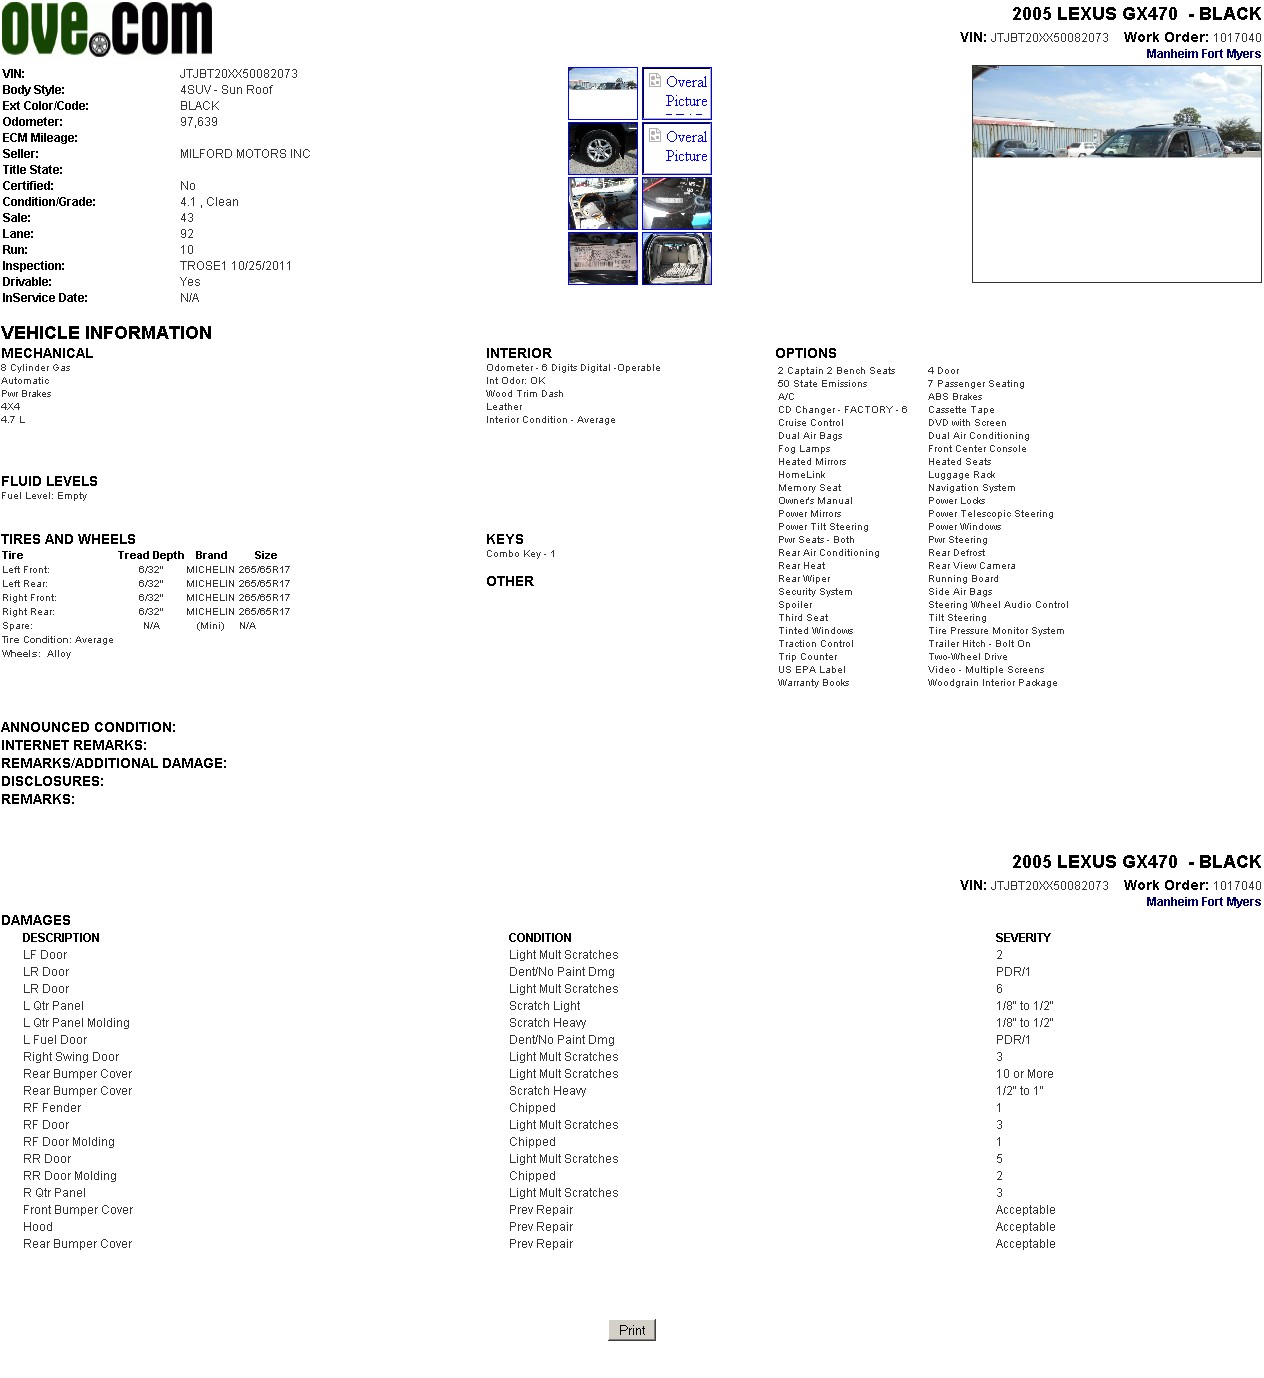 ove.com
2005 LEXUS GX470 - BLACK
VIN: JTJBT20XX50082073 Work Order: 1017040
Manheim Fort Myers
VIN: JTJBT20XX50082073
Body Style: 4SUV - Sun Roof
Ext Color/Code: BLACK
Odometer: 97,639
ECM Mileage:
Seller: MILFORD MOTORS INC
Title State:
Certified: No
Condition/Grade: 4.1 , Clean
Sale: 43
Lane: 92
Run: 10
Inspection: TROSE1 10/25/2011
Drivable: Yes
InService Date: N/A
Overal
Picture
Overal
Picture
VEHICLE INFORMATION
MECHANICAL
8 Cylinder Gas
Automatic
Pwr Brakes
4X4
4.7 L
FLUID LEVELS
Fuel Level: Empty
INTERIOR
Odometer - 6 Digits Digital -Operable
Int Odor: OK
Wood Trim Dash
Leather
Interior Condition - Average
OPTIONS
2 Captain 2 Bench Seats 4 Door
50 State Emissions 7 Passenger Seating
A/C ABS Brakes
CD Changer - FACTORY - 6 Cassette Tape
Cruise Control DVD with Screen
Dual Air Bags Dual Air Conditioning
Fog Lamps Front Center Console
Heated Mirrors Heated Seats
HomeLink Luggage Rack
Memory Seat Navigation System
Owner's Manual Power Locks
Power Mirrors Power Telescopic Steering
Power Tilt Steering Power Windows
Pwr Seats - Both Pwr Steering
Rear Air Conditioning Rear Defrost
Rear Heat Rear View Camera
Rear Wiper Running Board
Security System Side Air Bags
Spoiler Steering Wheel Audio Control
Third Seat Tilt Steering
Tinted Windows Tire Pressure Monitor System
Traction Control Trailer Hitch - Bolt On
Trip Counter Two-Wheel Drive
US EPA Label Video - Multiple Screens
Warranty Books Woodgrain Interior Package
TIRES AND WHEELS
Tire Tread Depth Brand Size
Left Front: 6/32" MICHELIN 265/65R17
Left Rear: 6/32" MICHELIN 265/65R17
Right Front: 6/32" MICHELIN 265/65R17
Right Rear: 6/32" MICHELIN 265/65R17
Spare: N/A (Mini) N/A
Tire Condition: Average
Wheels: Alloy
KEYS
Combo Key - 1
OTHER
ANNOUNCED CONDITION:
INTERNET REMARKS:
REMARKS/ADDITIONAL DAMAGE:
DISCLOSURES:
REMARKS:
2005 LEXUS GX470 - BLACK
VIN: JTJBT20XX50082073 Work Order: 1017040
Manheim Fort Myers
DAMAGES
DESCRIPTION CONDITION SEVERITY
LF Door Light Mult Scratches 2
LR Door Dent/No Paint Dmg PDR/1
LR Door Light Mult Scratches 6
L Qtr Panel Scratch Light 1/8" to 1/2"
L Qtr Panel Molding Scratch Heavy 1/8" to 1/2"
L Fuel Door Dent/No Paint Dmg PDR/1
Right Swing Door Light Mult Scratches 3
Rear Bumper Cover Light Mult Scratches 10 or More
Rear Bumper Cover Scratch Heavy 1/2" to 1"
RF Fender Chipped 1
RF Door Light Mult Scratches 3
RF Door Molding Chipped 1
RR Door Light Mult Scratches 5
RR Door Molding Chipped 2
R Qtr Panel Light Mult Scratches 3
Front Bumper Cover Prev Repair Acceptable
Hood Prev Repair Acceptable
Rear Bumper Cover Prev Repair Acceptable
Print